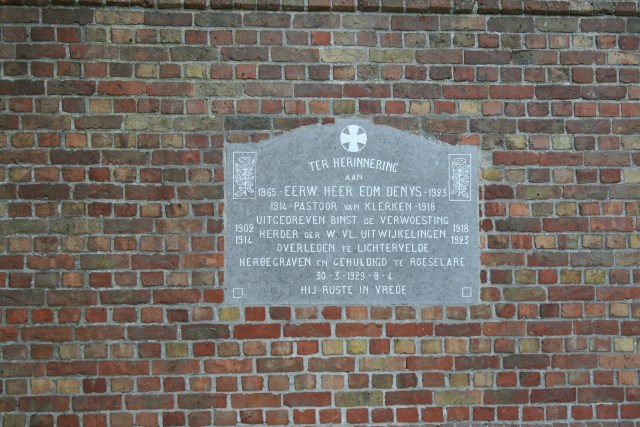 TER HERINNERING
AAN
1865 - EERW. HEER EDM. DENYS - 1923
1914 - PASTOOR VAN KLERKEN - 1918
UITGEDREVEN BINST DE VERWOESTING
1902 HERDER DER W. VL. UITWIJKELINGEN 1918
1914 OVERLEDEN TE LICHTERVELDE 1923
HERBEGRAVEN EN GEHULDIGD TE ROESELARE
30-3-1929-8-4
HIJ RUSTE IN VREDE